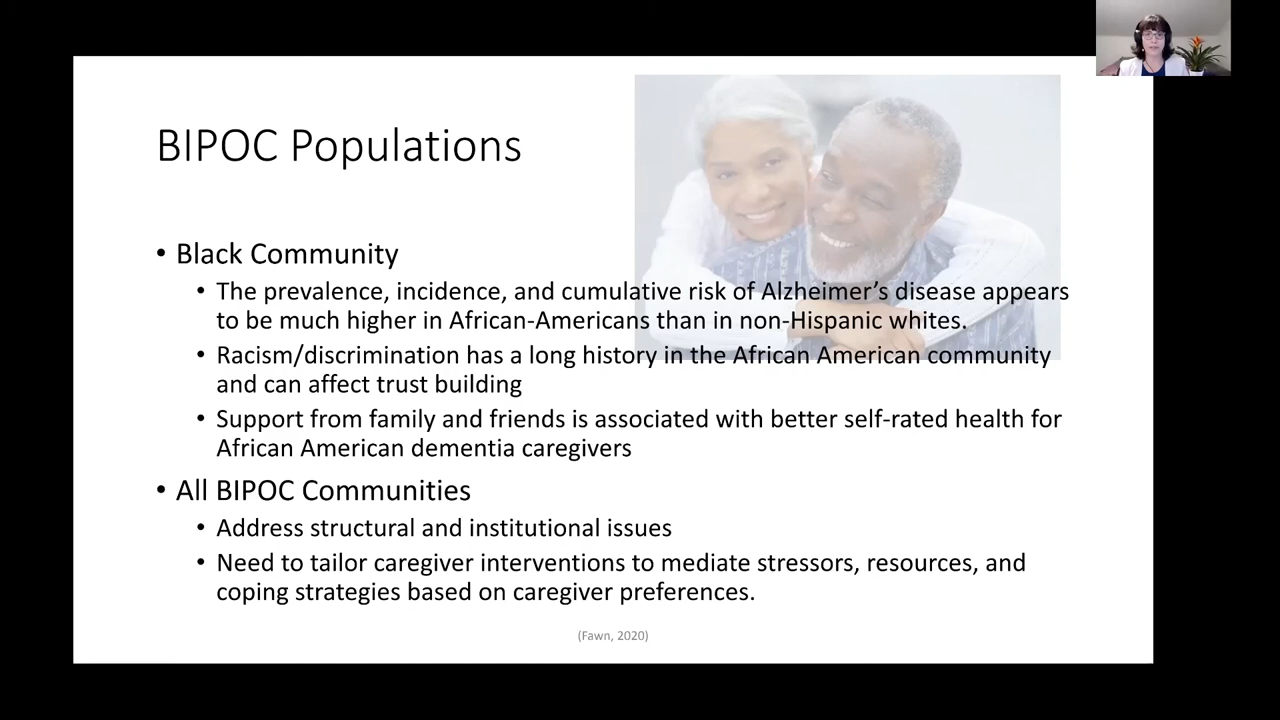 BIPOC Populations
• Black Community
• The prevalence, incidence, and cumulative risk of Alzheimer’s disease appears
to be much higher in African-Americans than in non-Hispanic whites.
• Racism/discrimination has a long history in the African American community
and can affect trust building
• Support from family and friends is associated with better self-rated health for
African American dementia caregivers
• All BIPOC Communities
• Address structural and institutional issues
• Need to tailor caregiver interventions to mediate stressors, resources, and
coping strategies based on caregiver preferences.
(Fawn, 2020)